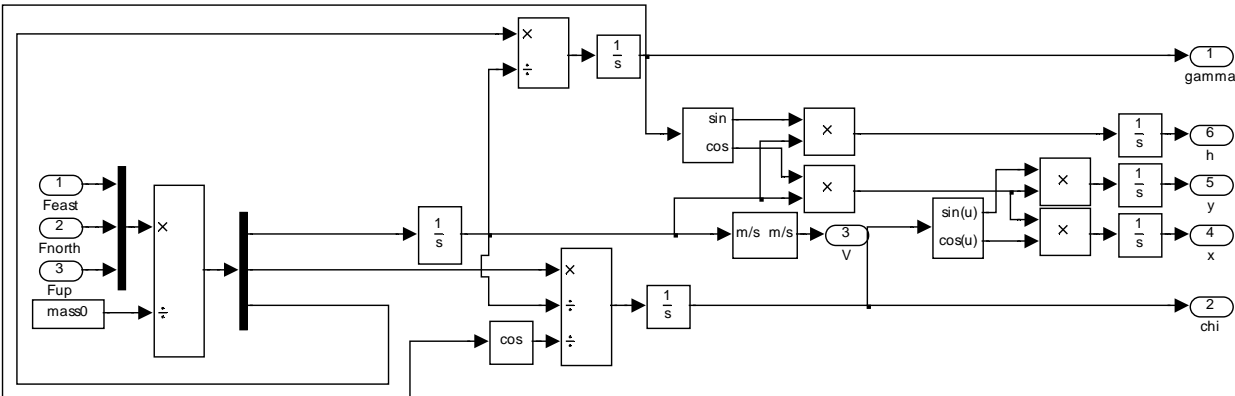 ×
÷
1
s
1
gamma
sin
cos
×
×
1
s
6
h
1
Feast
2
Fnorth
3
Fup
mass0
×
÷
1
s
m/s m/s
3
V
sin(u)
cos(u)
×
×
1
s
5
y
1
s
4
x
×
÷
÷
cos
1
s
2
chi